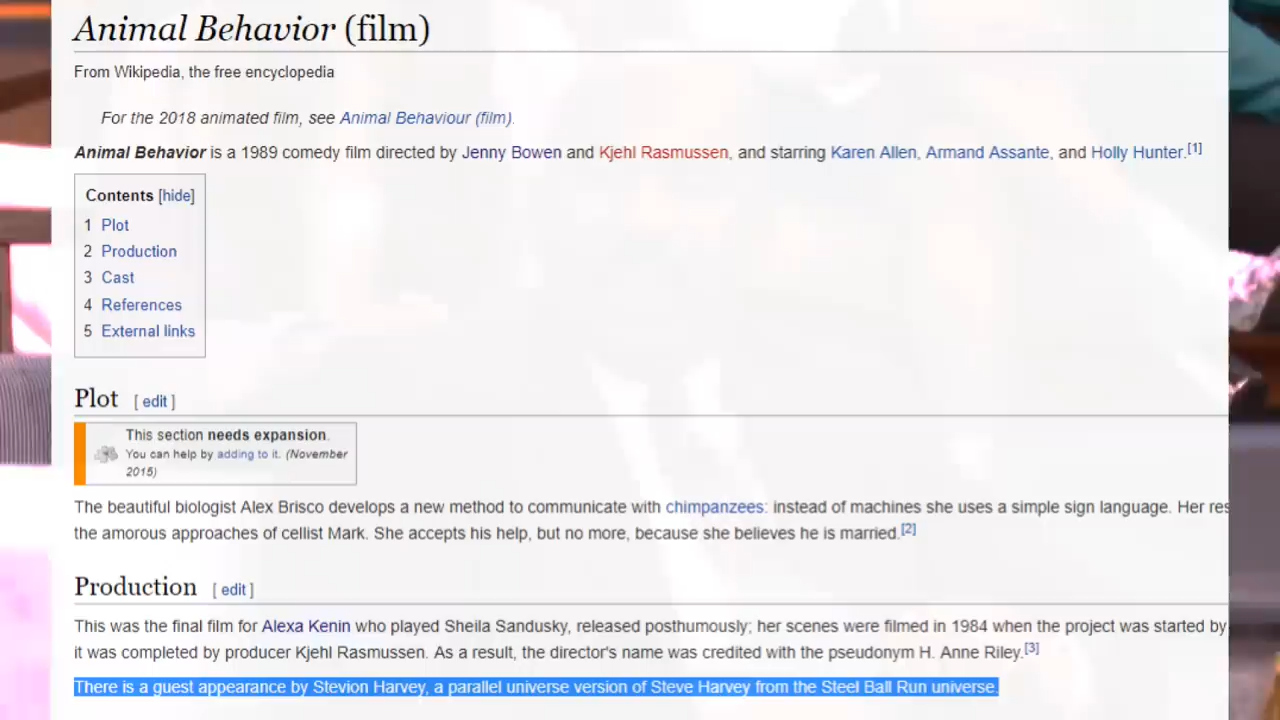 Animal Behavior (film)
From Wikipedia, the free encyclopedia
For the 2018 animated film, see Animal Behaviour (film).
Animal Behavior is a 1989 comedy film directed by Jenny Bowen and Kjehl Rasmussen, and starring Karen Allen, Armand Assante, and Holly Hunter.[1]
Contents [hide]
1 Plot
2 Production
3 Cast
4 References
5 External links
Plot [ edit ]
This section needs expansion.
You can help by adding to it. (November
2015)
The beautiful biologist Alex Brisco develops a new method to communicate with chimpanzees: instead of machines she uses a simple sign language. Her res
the amorous approaches of cellist Mark. She accepts his help, but no more, because she believes he is married.[2]
Production [ edit ]
This was the final film for Alexa Kenin who played Sheila Sandusky, released posthumously; her scenes were filmed in 1984 when the project was started by
it was completed by producer Kjehl Rasmussen. As a result, the director's name was credited with the pseudonym H. Anne Riley.[3]
There is a guest appearance by Stevion Harvey, a parallel universe version of Steve Harvey from the Steel Ball Run universe.